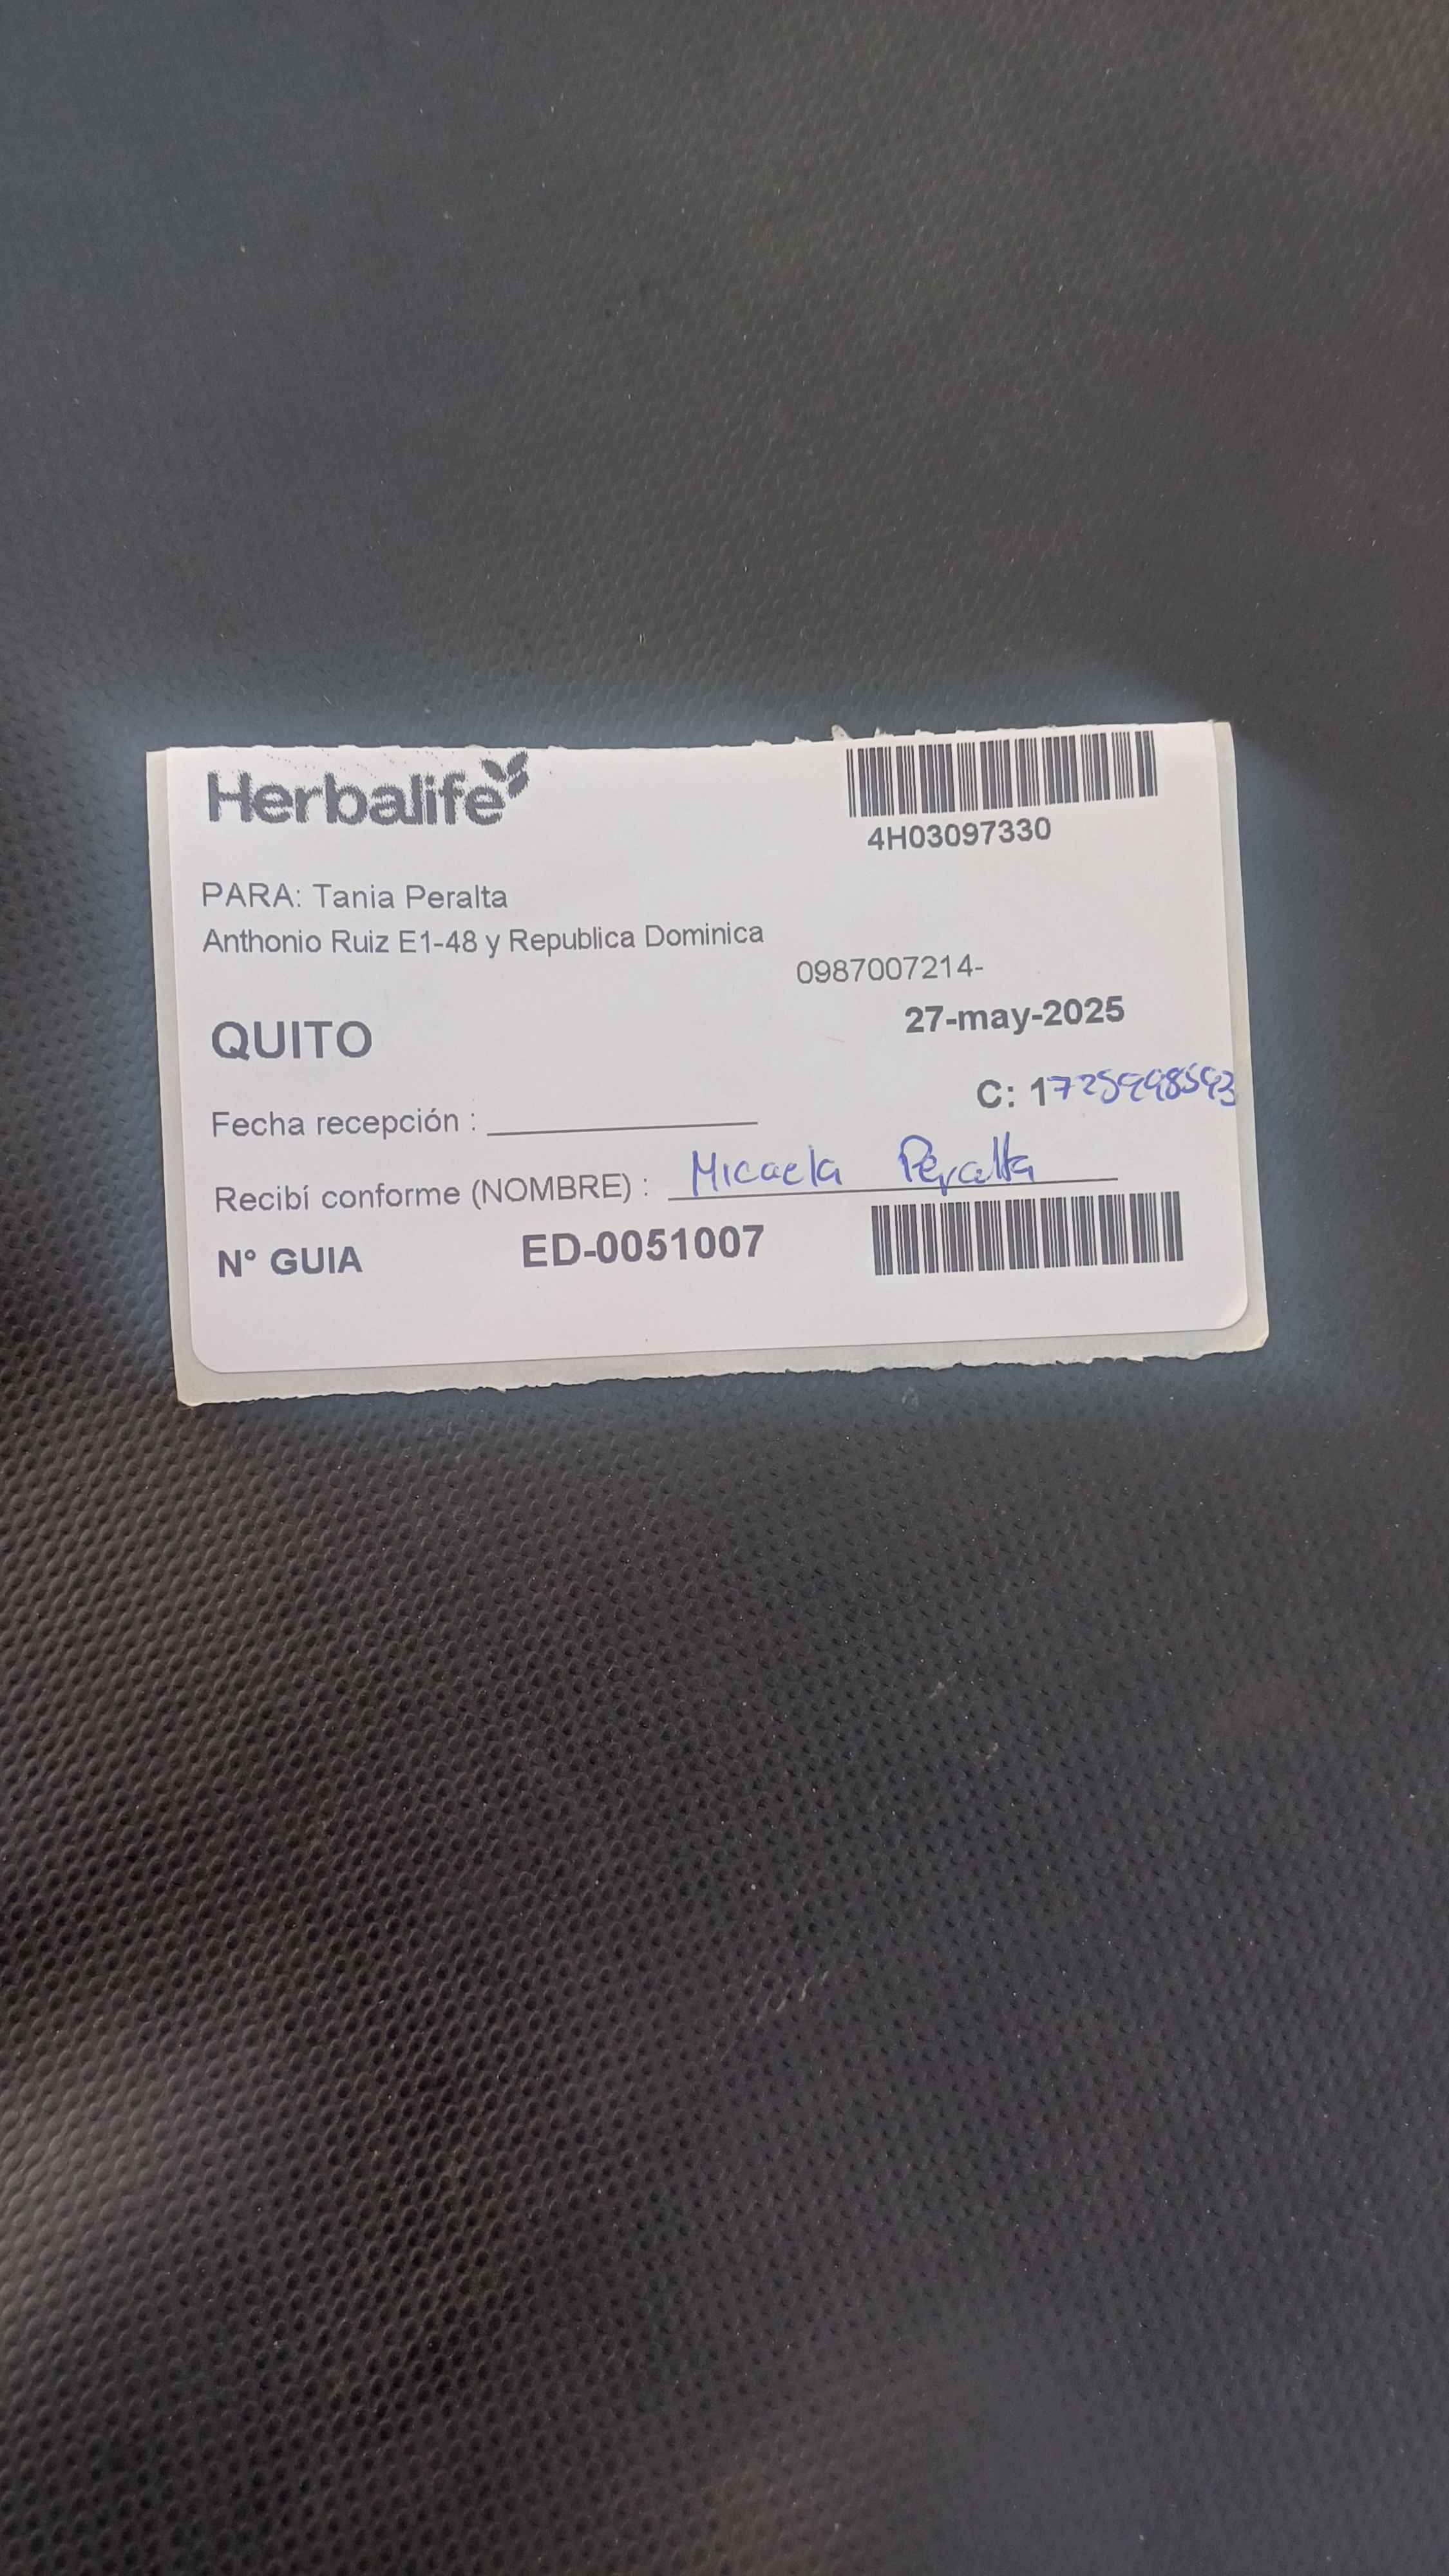 Herbalife
4H03097330
PARA: Tania Peralta
Anthonio Ruiz E1-48 y Republica Dominica
0987007214-
27-may-2025
QUITO
C: 1
Fecha recepción :
Recibí conforme (NOMBRE) : Micaela Peralta
N° GUIA ED-0051007